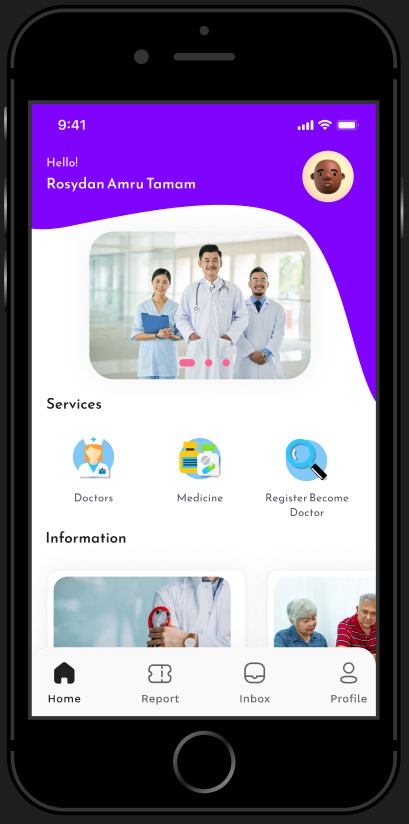 9:41
Hello!
Rosydan Amru Tamam
Services
Doctors
Medicine
Register Become
Doctor
Information
Home
Report
Inbox
Profile